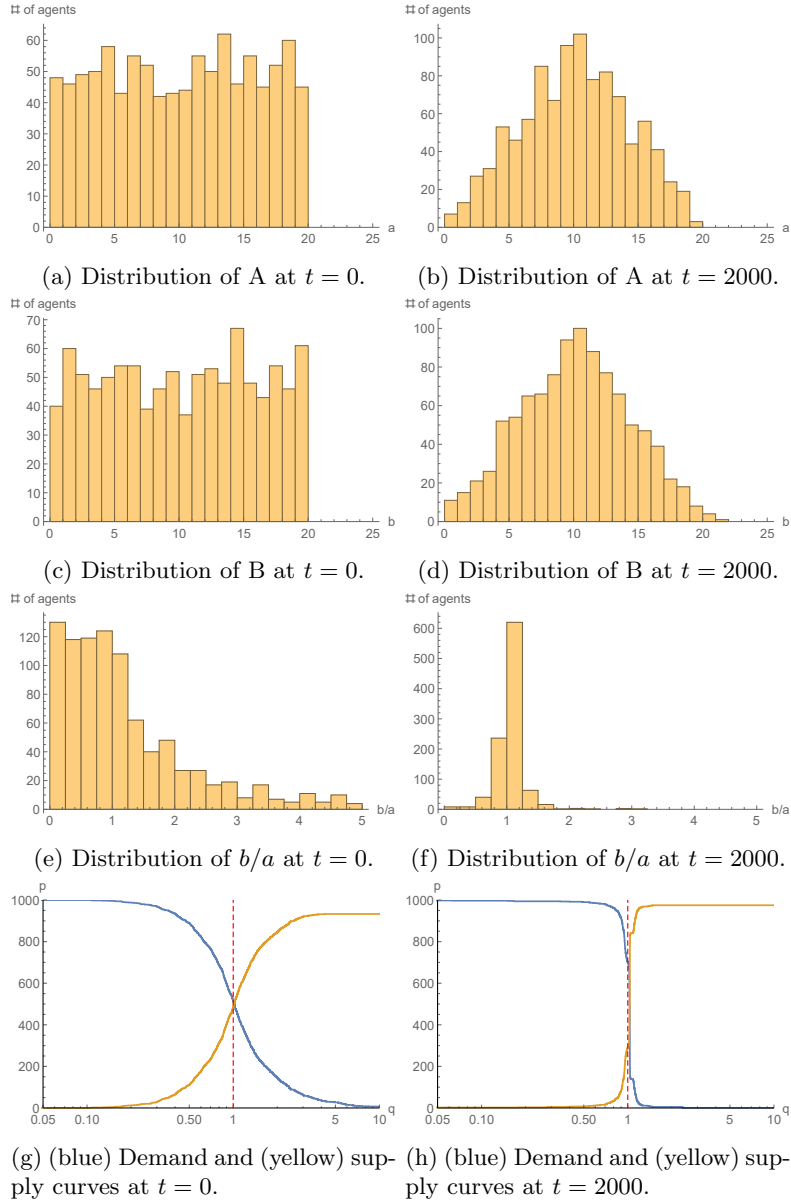 # of agents
60
50
40
30
20
10
0
0 5 10 15 20 25 a
(a) Distribution of A at t = 0.
# of agents
100
80
60
40
20
0
0 5 10 15 20 25 a
(b) Distribution of A at t = 2000.
# of agents
70
60
50
40
30
20
10
0
0 5 10 15 20 25 b
(c) Distribution of B at t = 0.
# of agents
100
80
60
40
20
0
0 5 10 15 20 25 b
(d) Distribution of B at t = 2000.
# of agents
120
100
80
60
40
20
0
0 1 2 3 4 5 b/a
(e) Distribution of b/a at t = 0.
# of agents
600
500
400
300
200
100
0
0 1 2 3 4 5 b/a
(f) Distribution of b/a at t = 2000.
p
1000
800
600
400
200
0
0.05 0.10 0.50 1 5 10 q
(g) (blue) Demand and (yellow) sup-
ply curves at t = 0.
p
1000
800
600
400
200
0
0.05 0.10 0.50 1 5 10 q
(h) (blue) Demand and (yellow) sup-
ply curves at t = 2000.